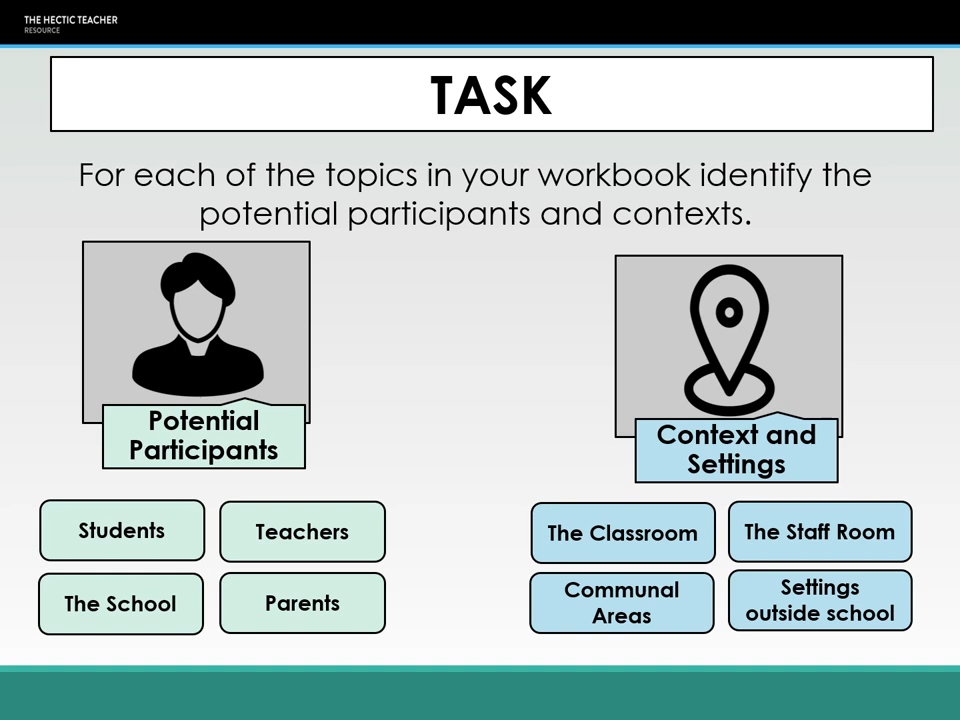 THE HECTIC TEACHER
RESOURCE
TASK
For each of the topics in your workbook identify the
potential participants and contexts.
Potential
Participants
Students
Teachers
The School
Parents
Context and
Settings
The Classroom
The Staff Room
Communal
Areas
Settings
outside school